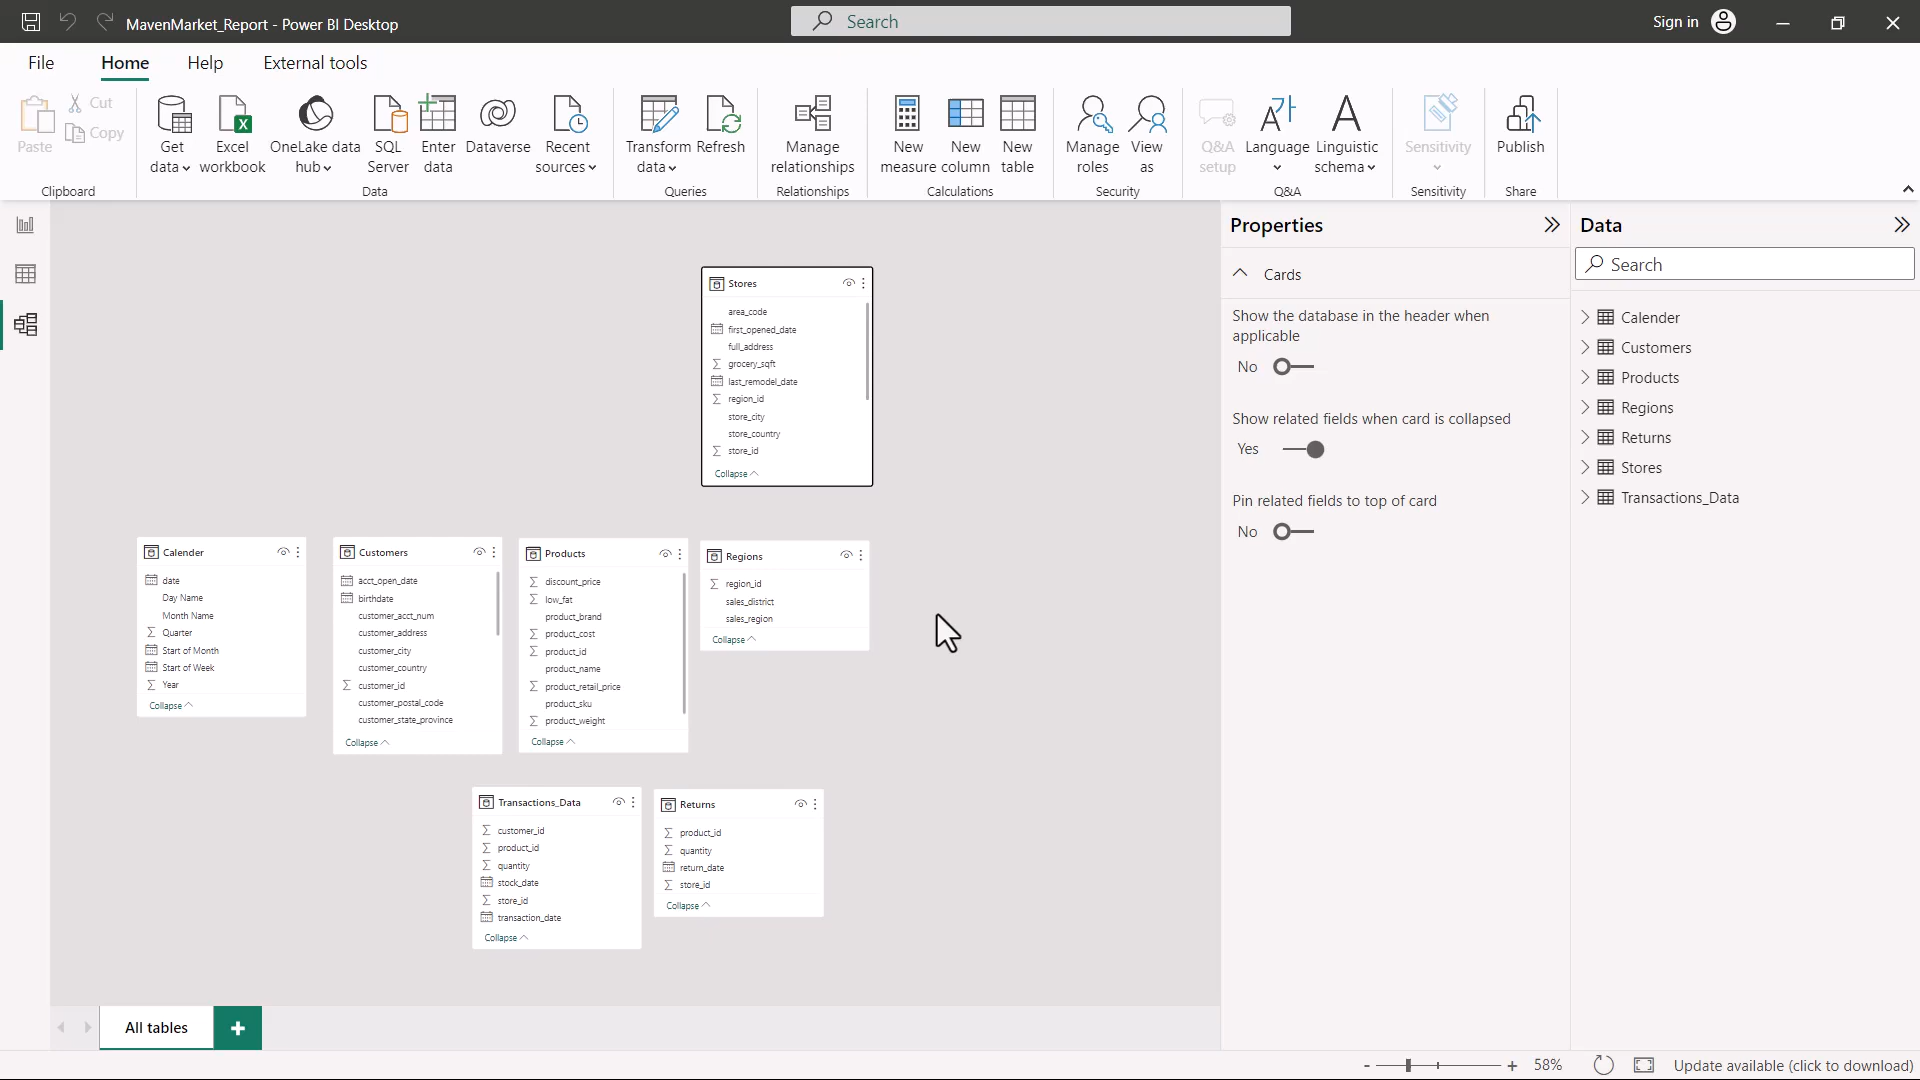 MavenMarket_Report - Power BI Desktop
Search
Sign in
File
Home
Help
External tools
Paste
Cut
Copy
Clipboard
Get data
Excel workbook
OneLake data hub
SQL Server
Enter data
Dataverse
Recent sources
Data
Transform data
Refresh
Queries
Manage relationships
Relationships
New measure
New column
New table
Calculations
Manage roles
View as
Security
Q&A setup
Language
Linguistic schema
Q&A
Sensitivity
Sensitivity
Publish
Share
Stores
area_code
first_opened_date
full_address
grocery_sqft
last_remodel_date
region_id
store_city
store_country
store_id
Collapse
Calender
date
Day Name
Month Name
Quarter
Start of Month
Start of Week
Year
Collapse
Customers
acct_open_date
birthdate
customer_acct_num
customer_address
customer_city
customer_country
customer_id
customer_postal_code
customer_state_province
Collapse
Products
discount_price
low_fat
product_brand
product_cost
product_id
product_name
product_retail_price
product_sku
product_weight
Collapse
Regions
region_id
sales_district
sales_region
Collapse
Transactions_Data
customer_id
product_id
quantity
stock_date
store_id
transaction_date
Collapse
Returns
product_id
quantity
return_date
store_id
Collapse
Properties
Cards
Show the database in the header when
applicable
No
Show related fields when card is collapsed
Yes
Pin related fields to top of card
No
Data
Search
Calender
Customers
Products
Regions
Returns
Stores
Transactions_Data
All tables
58%
Update available (click to download)